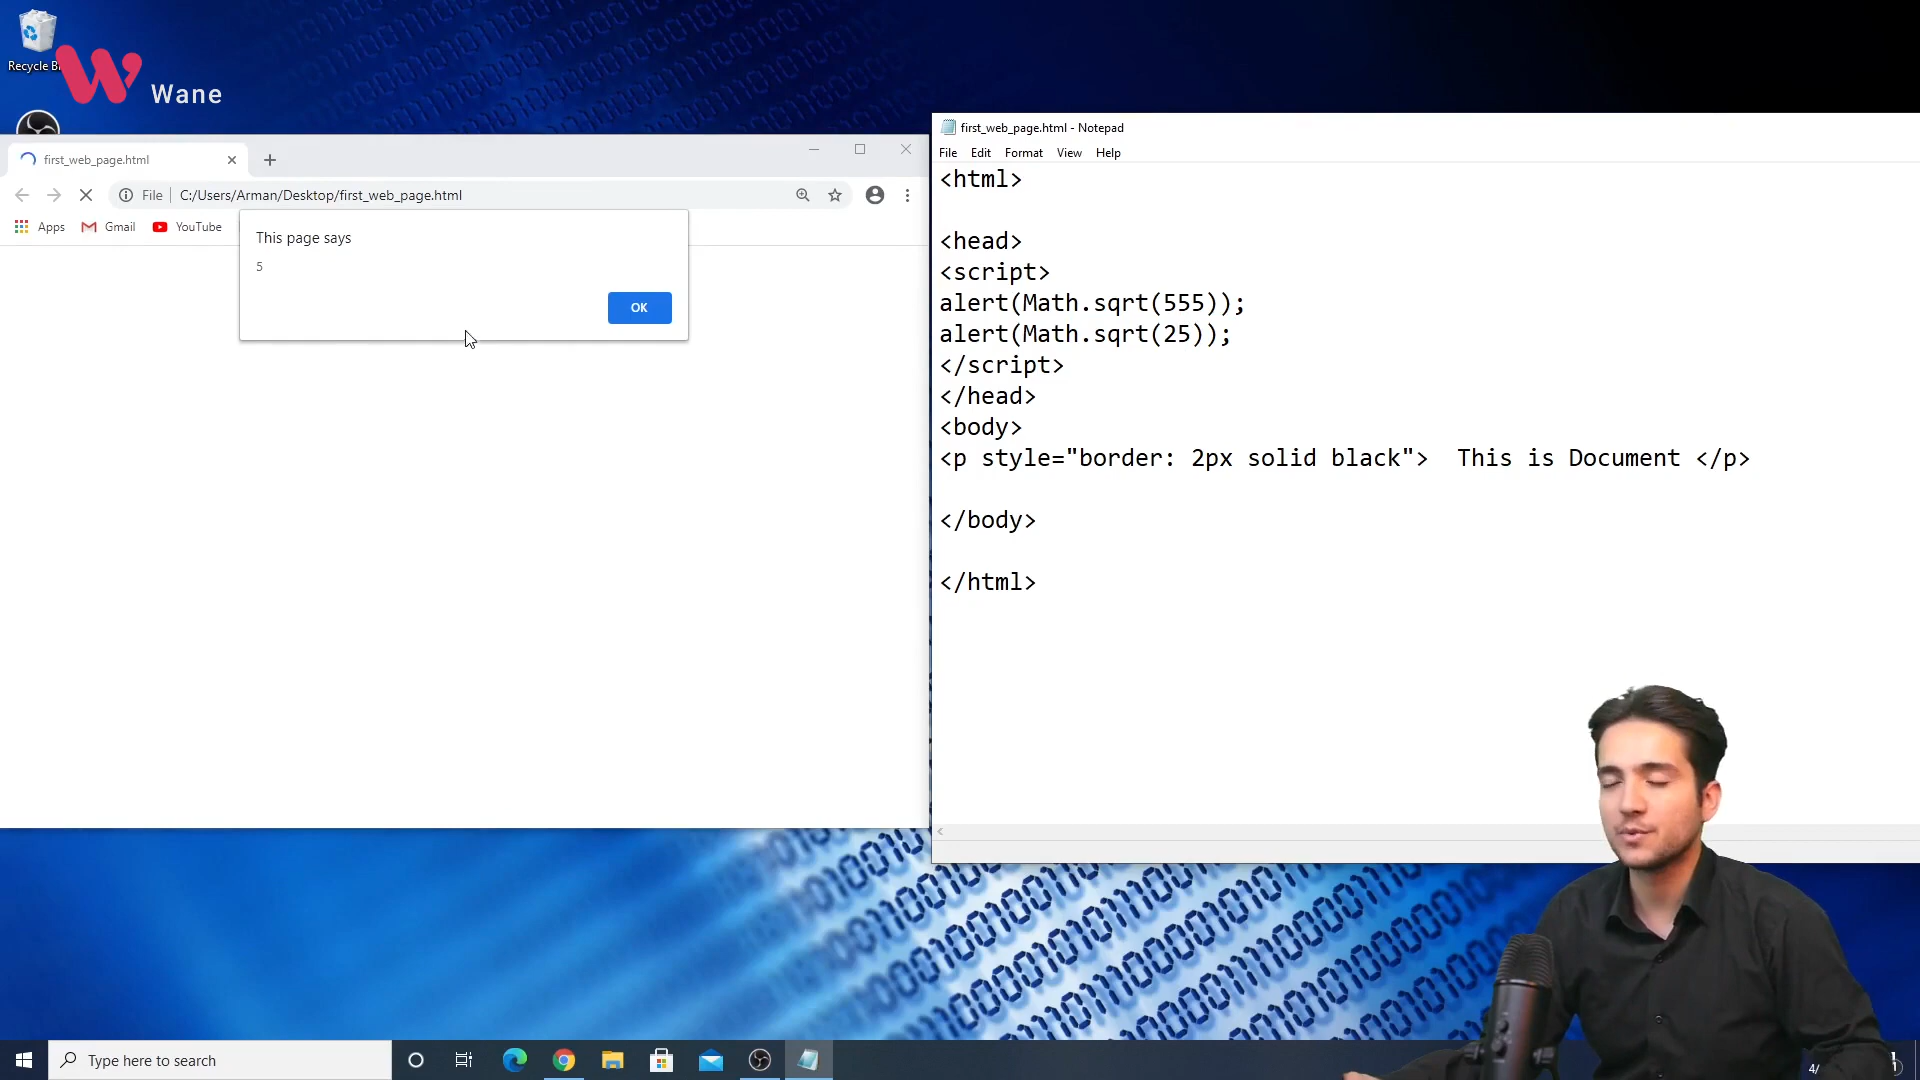 Recycle B
Wane
first_web_page.html
File
C:/Users/Arman/Desktop/first_web_page.html
Apps
Gmail
YouTube
This page says
5
OK
first_web_page.html - Notepad
File Edit Format View Help
<html>
<head>
<script>
alert(Math.sqrt(555));
alert(Math.sqrt(25));
</script>
</head>
<body>
<p style="border: 2px solid black">  This is Document </p>
</body>
</html>
Type here to search
4/